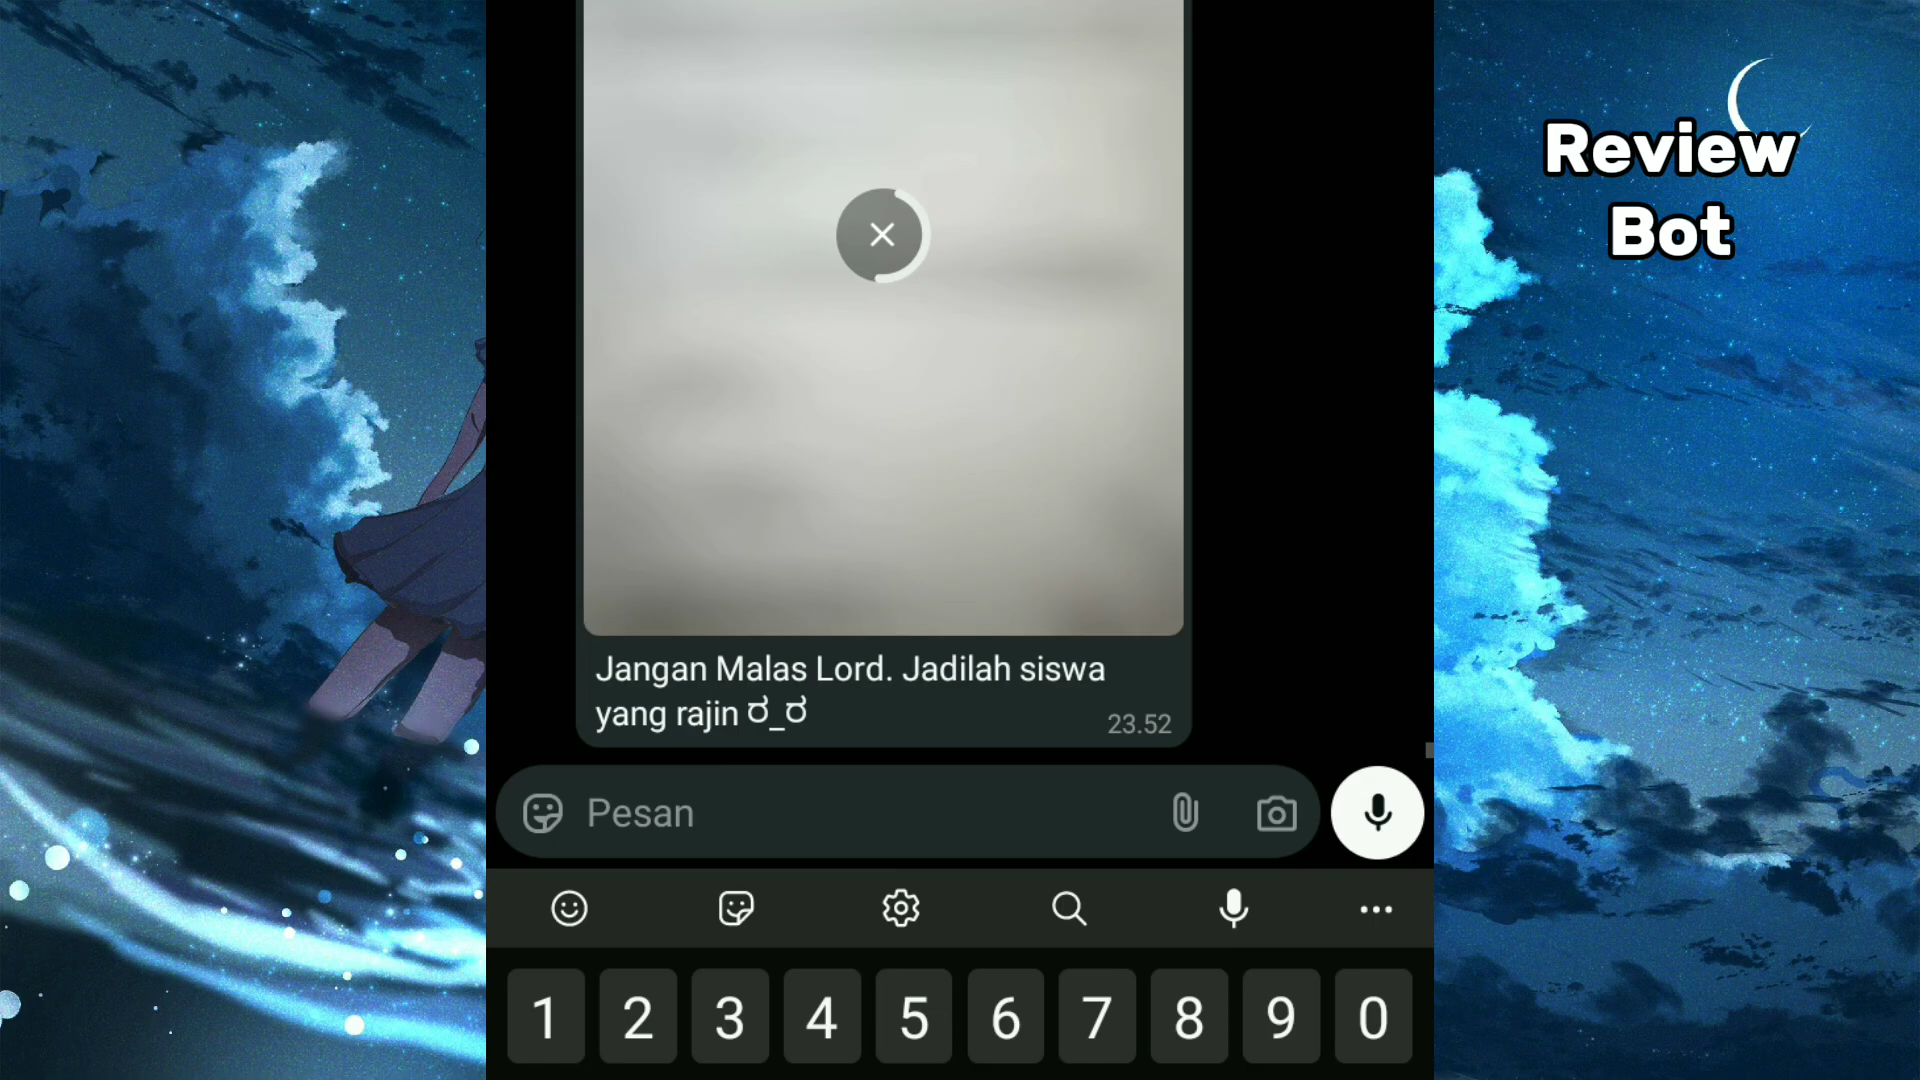 Review
Bot
Jangan Malas Lord. Jadilah siswa
yang rajin ಠ_ಠ
23.52
Pesan
1 2 3 4 5 6 7 8 9 0